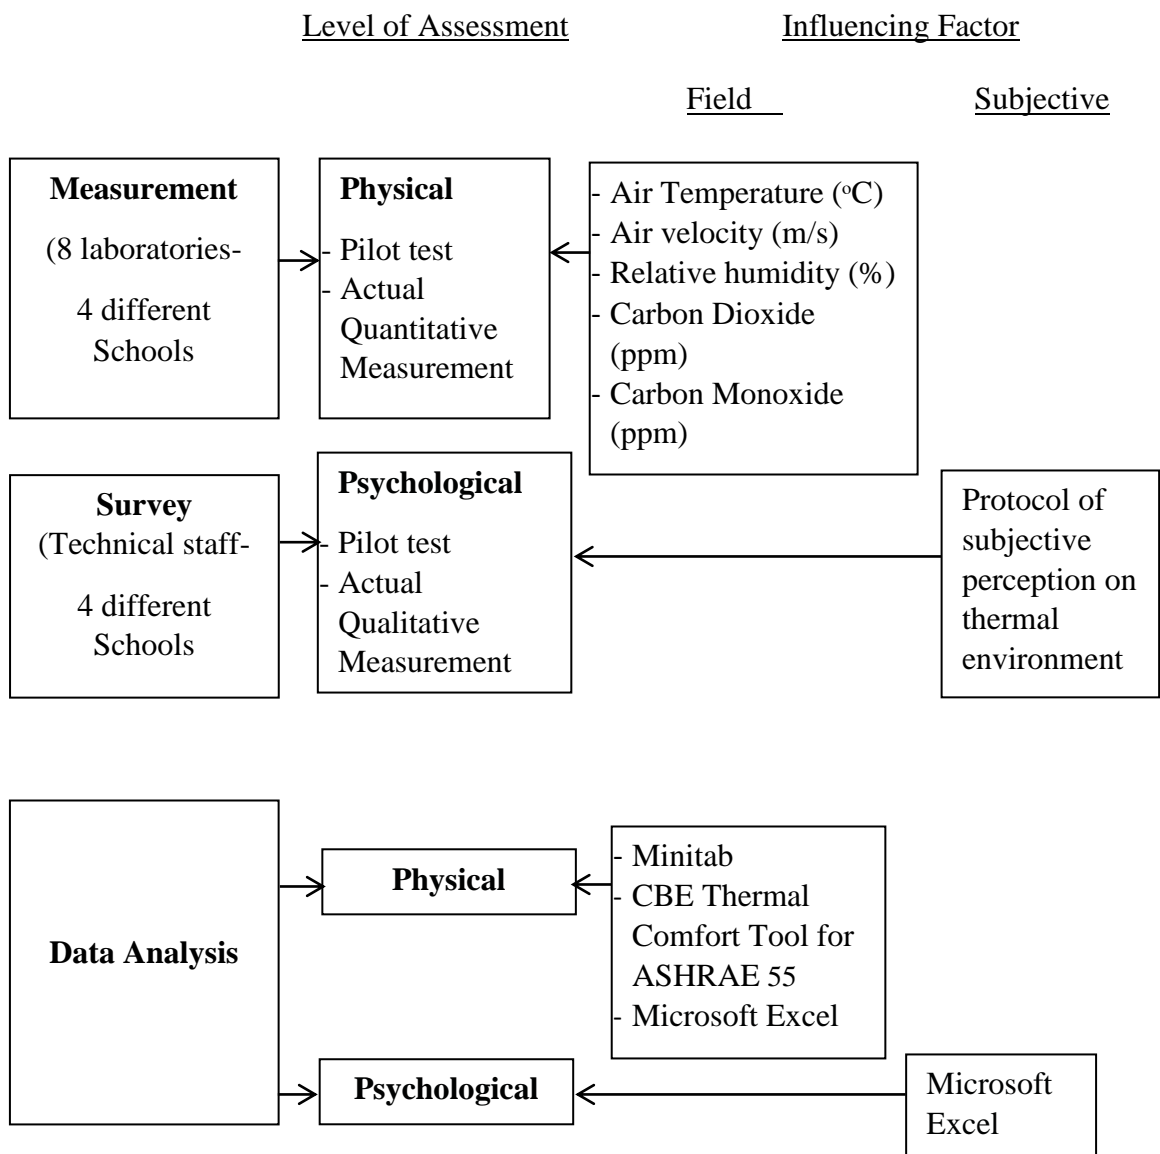 Level of Assessment
Influencing Factor
Field
Subjective
Measurement
(8 laboratories-
4 different
Schools
Physical
- Pilot test
- Actual
Quantitative
Measurement
- Air Temperature (ᵒC)
- Air velocity (m/s)
- Relative humidity (%)
- Carbon Dioxide
(ppm)
- Carbon Monoxide
(ppm)
Survey
(Technical staff-
4 different
Schools
Psychological
- Pilot test
- Actual
Qualitative
Measurement
Protocol of
subjective
perception on
thermal
environment
Data Analysis
Physical
- Minitab
- CBE Thermal
Comfort Tool for
ASHRAE 55
- Microsoft Excel
Psychological
Microsoft
Excel